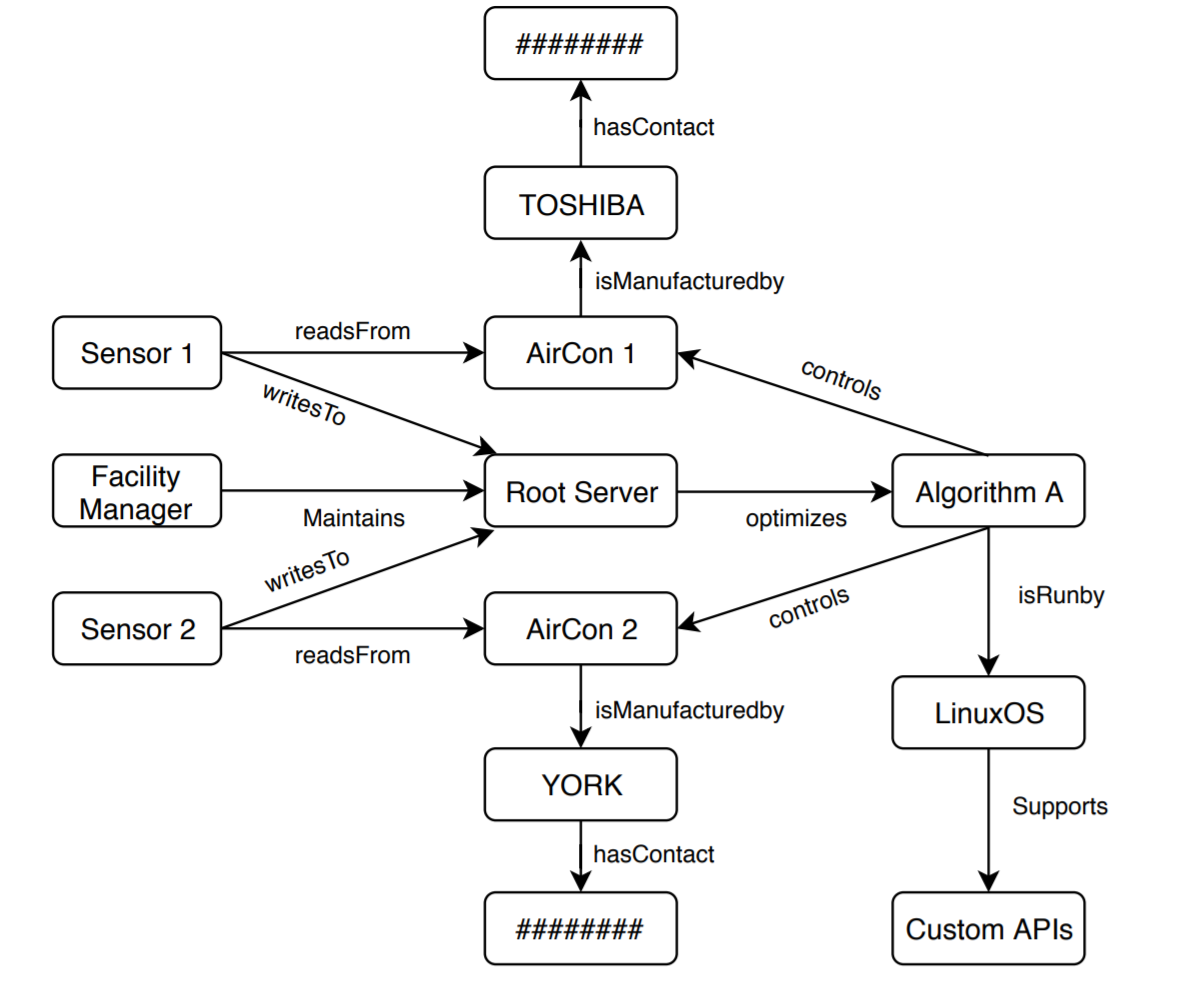 ########
hasContact
TOSHIBA
isManufacturedby
readsFrom
Sensor 1
AirCon 1
controls
writesTo
Facility
Manager
Root Server
Algorithm A
Maintains
optimizes
writesTo
controls
isRunby
Sensor 2
AirCon 2
readsFrom
isManufacturedby
LinuxOS
YORK
Supports
hasContact
########
Custom APIs